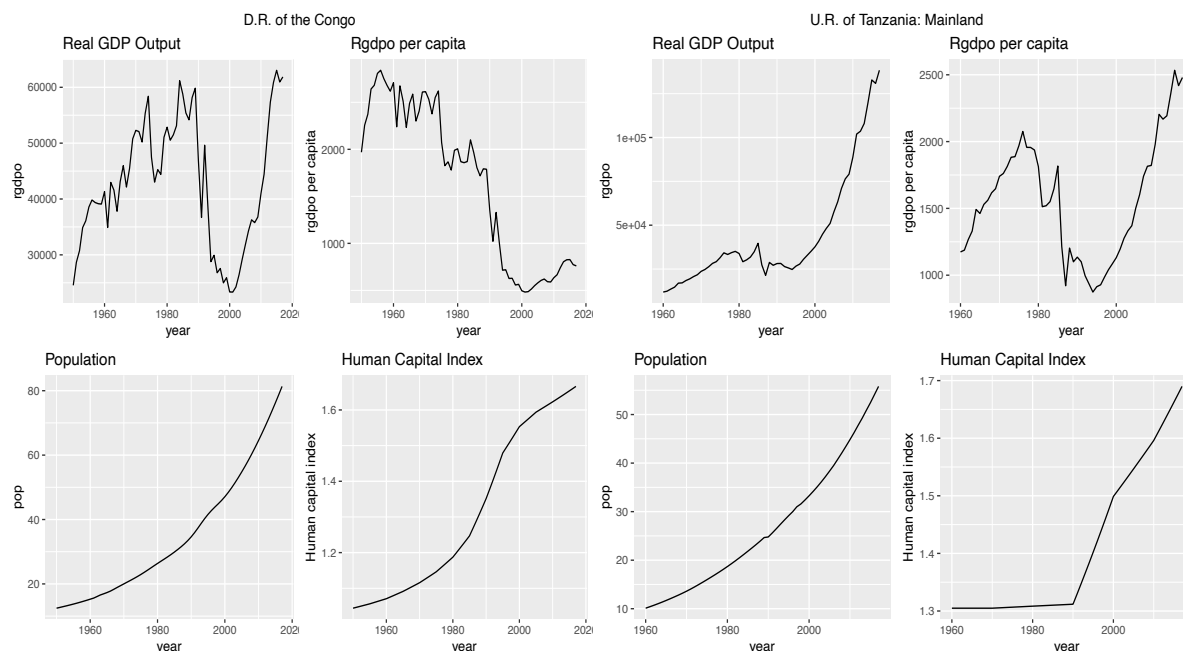 D.R. of the Congo
Real GDP Output
60000
50000
40000
30000
rgdpo
1960
1980
2000
202
year
Rgdpo per capita
2000
1000
rgdpo per capita
1960
1980
2000
202
year
Population
80
60
40
20
pop
1960
1980
2000
202
year
Human Capital Index
1.6
1.4
1.2
Human capital index
1960
1980
2000
202
year
U.R. of Tanzania: Mainland
Real GDP Output
1e+05
5e+04
rgdpo
1960
1980
2000
year
Rgdpo per capita
2500
2000
1500
1000
rgdpo per capita
1960
1980
2000
year
Population
50
40
30
20
10
pop
1960
1980
2000
year
Human Capital Index
1.7
1.6
1.5
1.4
1.3
Human capital index
1960
1980
2000
year